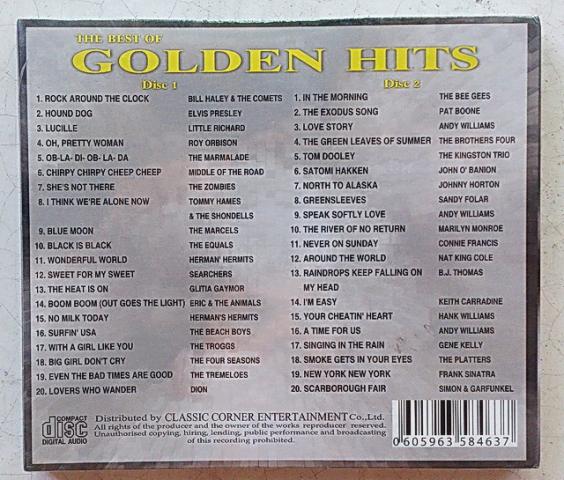 THE BEST OF
GOLDEN HITS
Disc 1
1. ROCK AROUND THE CLOCK BILL HALEY & THE COMETS
2. HOUND DOG ELVIS PRESLEY
3. LUCILLE LITTLE RICHARD
4. OH, PRETTY WOMAN ROY ORBISON
5. OB-LA- DI- OB- LA- DA THE MARMALADE
6. CHIRPY CHIRPY CHEEP CHEEP MIDDLE OF THE ROAD
7. SHE'S NOT THERE THE ZOMBIES
8. I THINK WE'RE ALONE NOW TOMMY HAMES
& THE SHONDELLS
9. BLUE MOON THE MARCELS
10. BLACK IS BLACK THE EQUALS
11. WONDERFUL WORLD HERMAN' HERMITS
12. SWEET FOR MY SWEET SEARCHERS
13. THE HEAT IS ON GLITIA GAYMOR
14. BOOM BOOM (OUT GOES THE LIGHT) ERIC & THE ANIMALS
15. NO MILK TODAY HERMAN'S HERMITS
16. SURFIN' USA THE BEACH BOYS
17. WITH A GIRL LIKE YOU THE TROGGS
18. BIG GIRL DON'T CRY THE FOUR SEASONS
19. EVEN THE BAD TIMES ARE GOOD THE TREMELOES
20. LOVERS WHO WANDER DION
Disc 2
1. IN THE MORNING THE BEE GEES
2. THE EXODUS SONG PAT BOONE
3. LOVE STORY ANDY WILLIAMS
4. THE GREEN LEAVES OF SUMMER THE BROTHERS FOUR
5. TOM DOOLEY THE KINGSTON TRIO
6. SATOMI HAKKEN JOHN O' BANION
7. NORTH TO ALASKA JOHNNY HORTON
8. GREENSLEEVES SANDY FOLAR
9. SPEAK SOFTLY LOVE ANDY WILLIAMS
10. THE RIVER OF NO RETURN MARILYN MONROE
11. NEVER ON SUNDAY CONNIE FRANCIS
12. AROUND THE WORLD NAT KING COLE
13. RAINDROPS KEEP FALLING ON B.J. THOMAS
MY HEAD
14. I'M EASY KEITH CARRADINE
15. YOUR CHEATIN' HEART HANK WILLIAMS
16. A TIME FOR US ANDY WILLIAMS
17. SINGING IN THE RAIN GENE KELLY
18. SMOKE GETS IN YOUR EYES THE PLATTERS
19. NEW YORK NEW YORK FRANK SINATRA
20. SCARBOROUGH FAIR SIMON & GARFUNKEL
COMPACT
disc
DIGITAL AUDIO
Distributed by CLASSIC CORNER ENTERTAINMENT Co.,Ltd.
All rights of the producer and the owner of the works reproducer reserved.
Unauthorised copying, hiring, lending, public performance and broadcasting
of this recording prohibited.
0 605963 584637